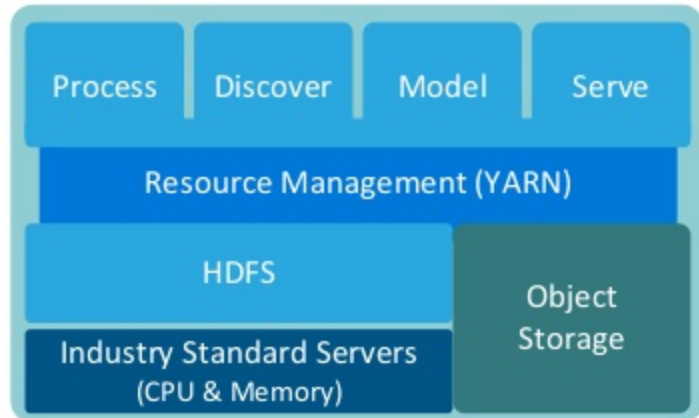 Process
Discover
Model
Serve
Resource Management (YARN)
HDFS
Object
Storage
Industry Standard Servers
(CPU & Memory)